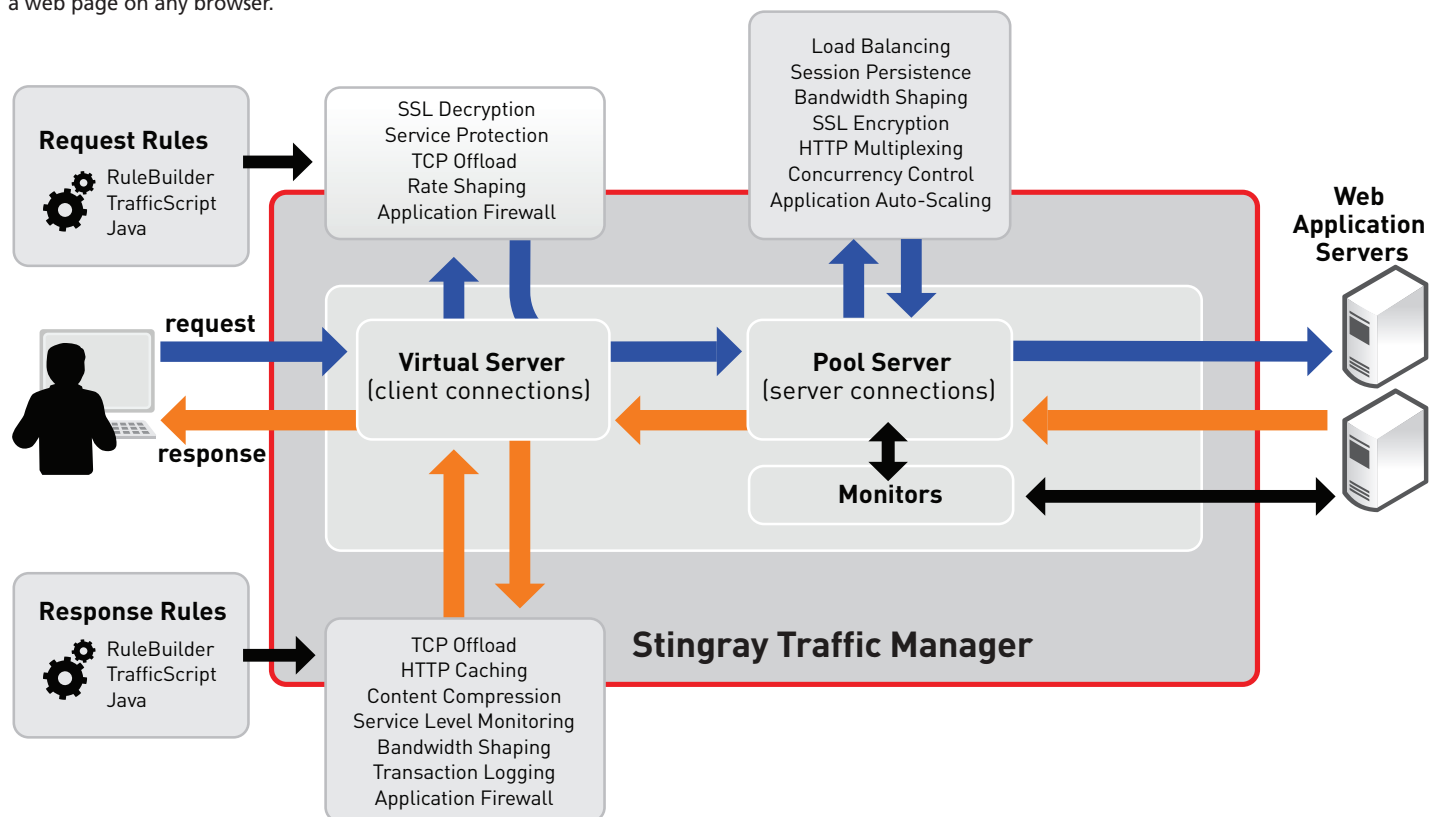 a web page on any browser.
Request Rules
RuleBuilder
TrafficScript
Java
SSL Decryption
Service Protection
TCP Offload
Rate Shaping
Application Firewall
Load Balancing
Session Persistence
Bandwidth Shaping
SSL Encryption
HTTP Multiplexing
Concurrency Control
Application Auto-Scaling
Web
Application
Servers
request
response
Virtual Server
(client connections)
Pool Server
(server connections)
Monitors
Response Rules
RuleBuilder
TrafficScript
Java
TCP Offload
HTTP Caching
Content Compression
Service Level Monitoring
Bandwidth Shaping
Transaction Logging
Application Firewall
Stingray Traffic Manager